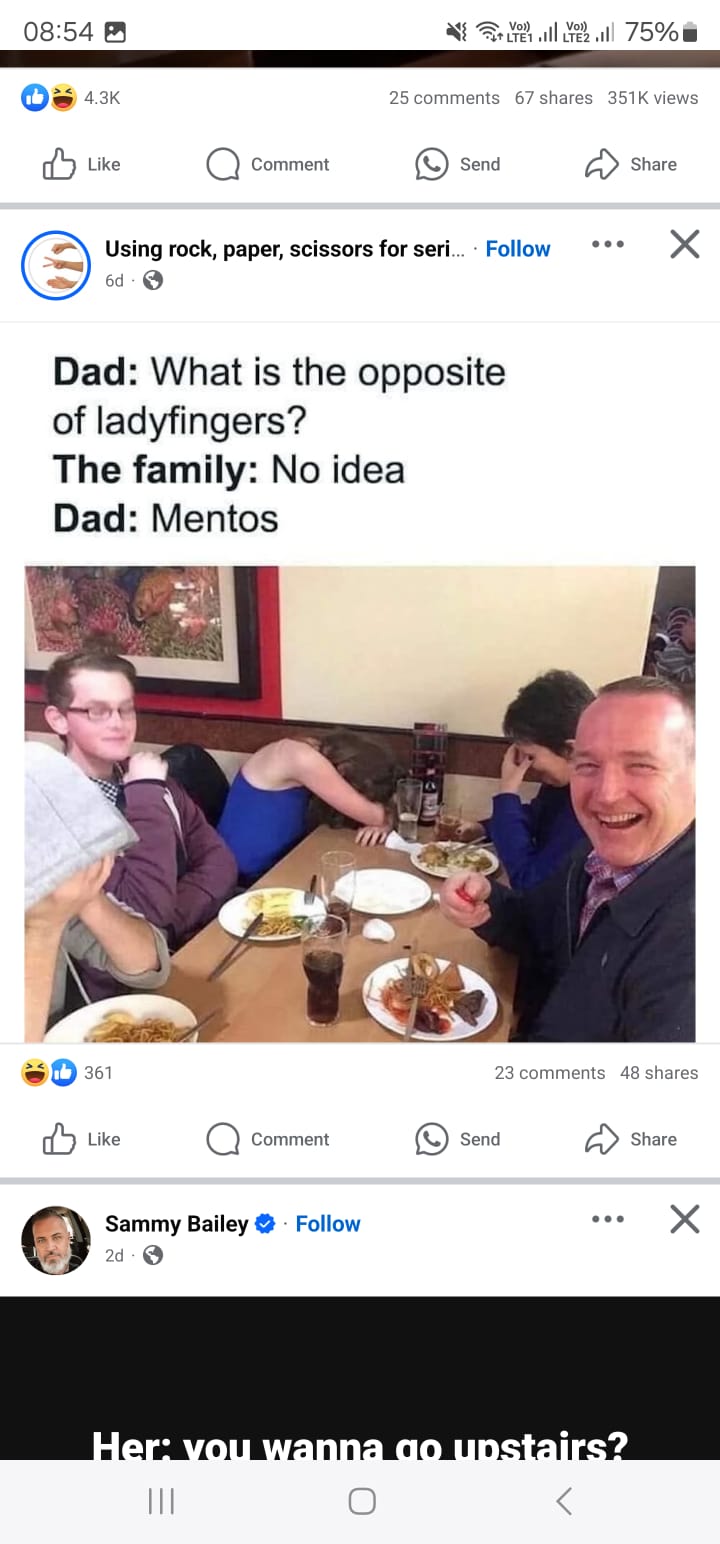 08:54 Vo)) LTE1 Vo)) LTE2 75%
4.3K 25 comments 67 shares 351K views
Like Comment Send Share
Using rock, paper, scissors for seri... · Follow
6d ·
Dad: What is the opposite
of ladyfingers?
The family: No idea
Dad: Mentos
361 23 comments 48 shares
Like Comment Send Share
Sammy Bailey · Follow
2d ·
Her: you wanna go upstairs?